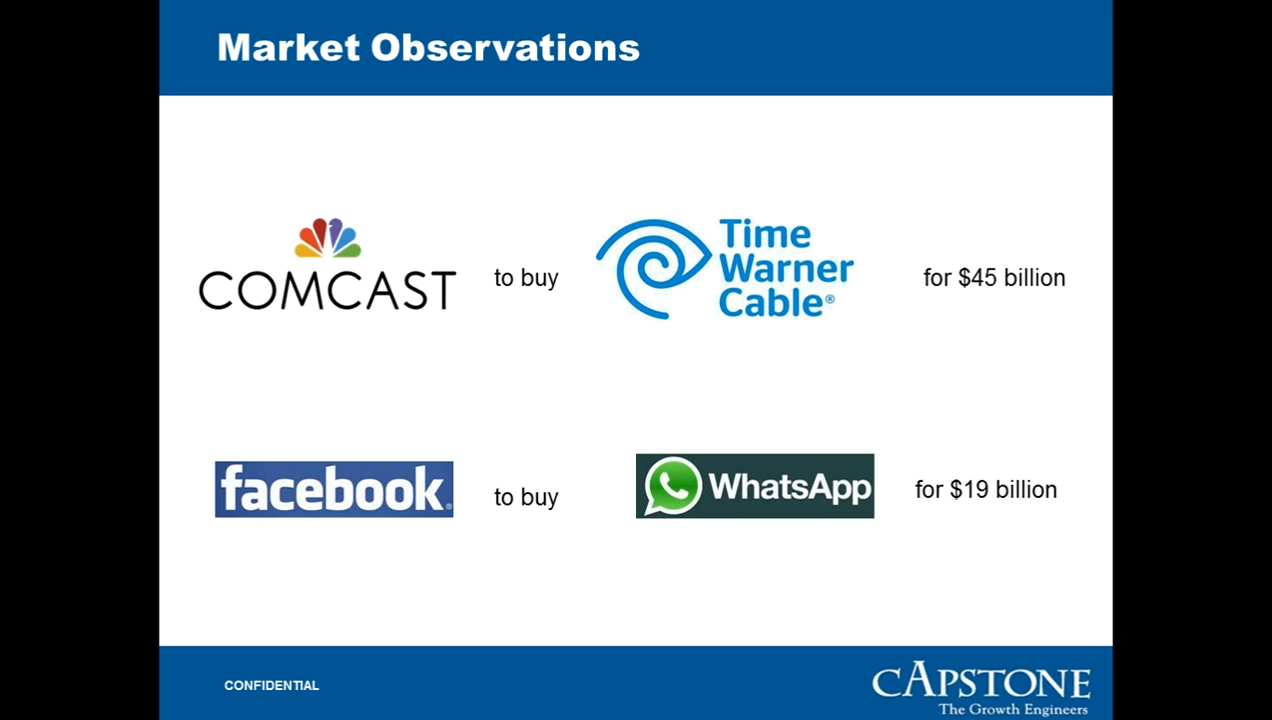 Market Observations
COMCAST
to buy
Time
Warner
Cable®
for $45 billion
facebook®
to buy
WhatsApp
for $19 billion
CONFIDENTIAL
CAPSTONE
The Growth Engineers